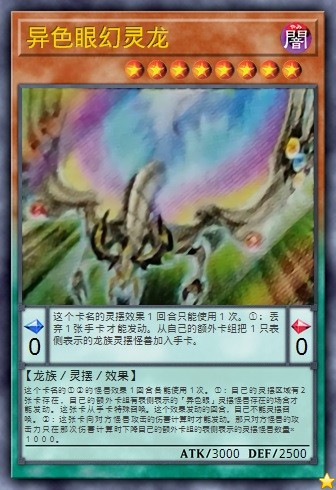 异色眼幻灵龙
闇
这个卡名的灵摆效果1回合只能使用1次。①:丢
弃1张手卡才能发动。从自己的额外卡组把1只表
侧表示的龙族灵摆怪兽加入手卡。
0
0
【龙族/灵摆/效果】
这个卡名的①②的怪兽效果1回合各能使用1次。①:自己的灵摆区域有2
张卡存在,自己的额外卡组有表侧表示的「异色眼」灵摆怪兽存在的场合才
能发动。这张卡从手卡特殊召唤。这个效果发动的回合,自己不能灵摆召
唤。②:这张卡向对方怪兽攻击的伤害计算时才能发动。那只对方怪兽的攻
击力只在那次伤害计算时下降自己的额外卡组的表侧表示的灵摆怪兽数量×
1000。
ATK/3000 DEF/2500